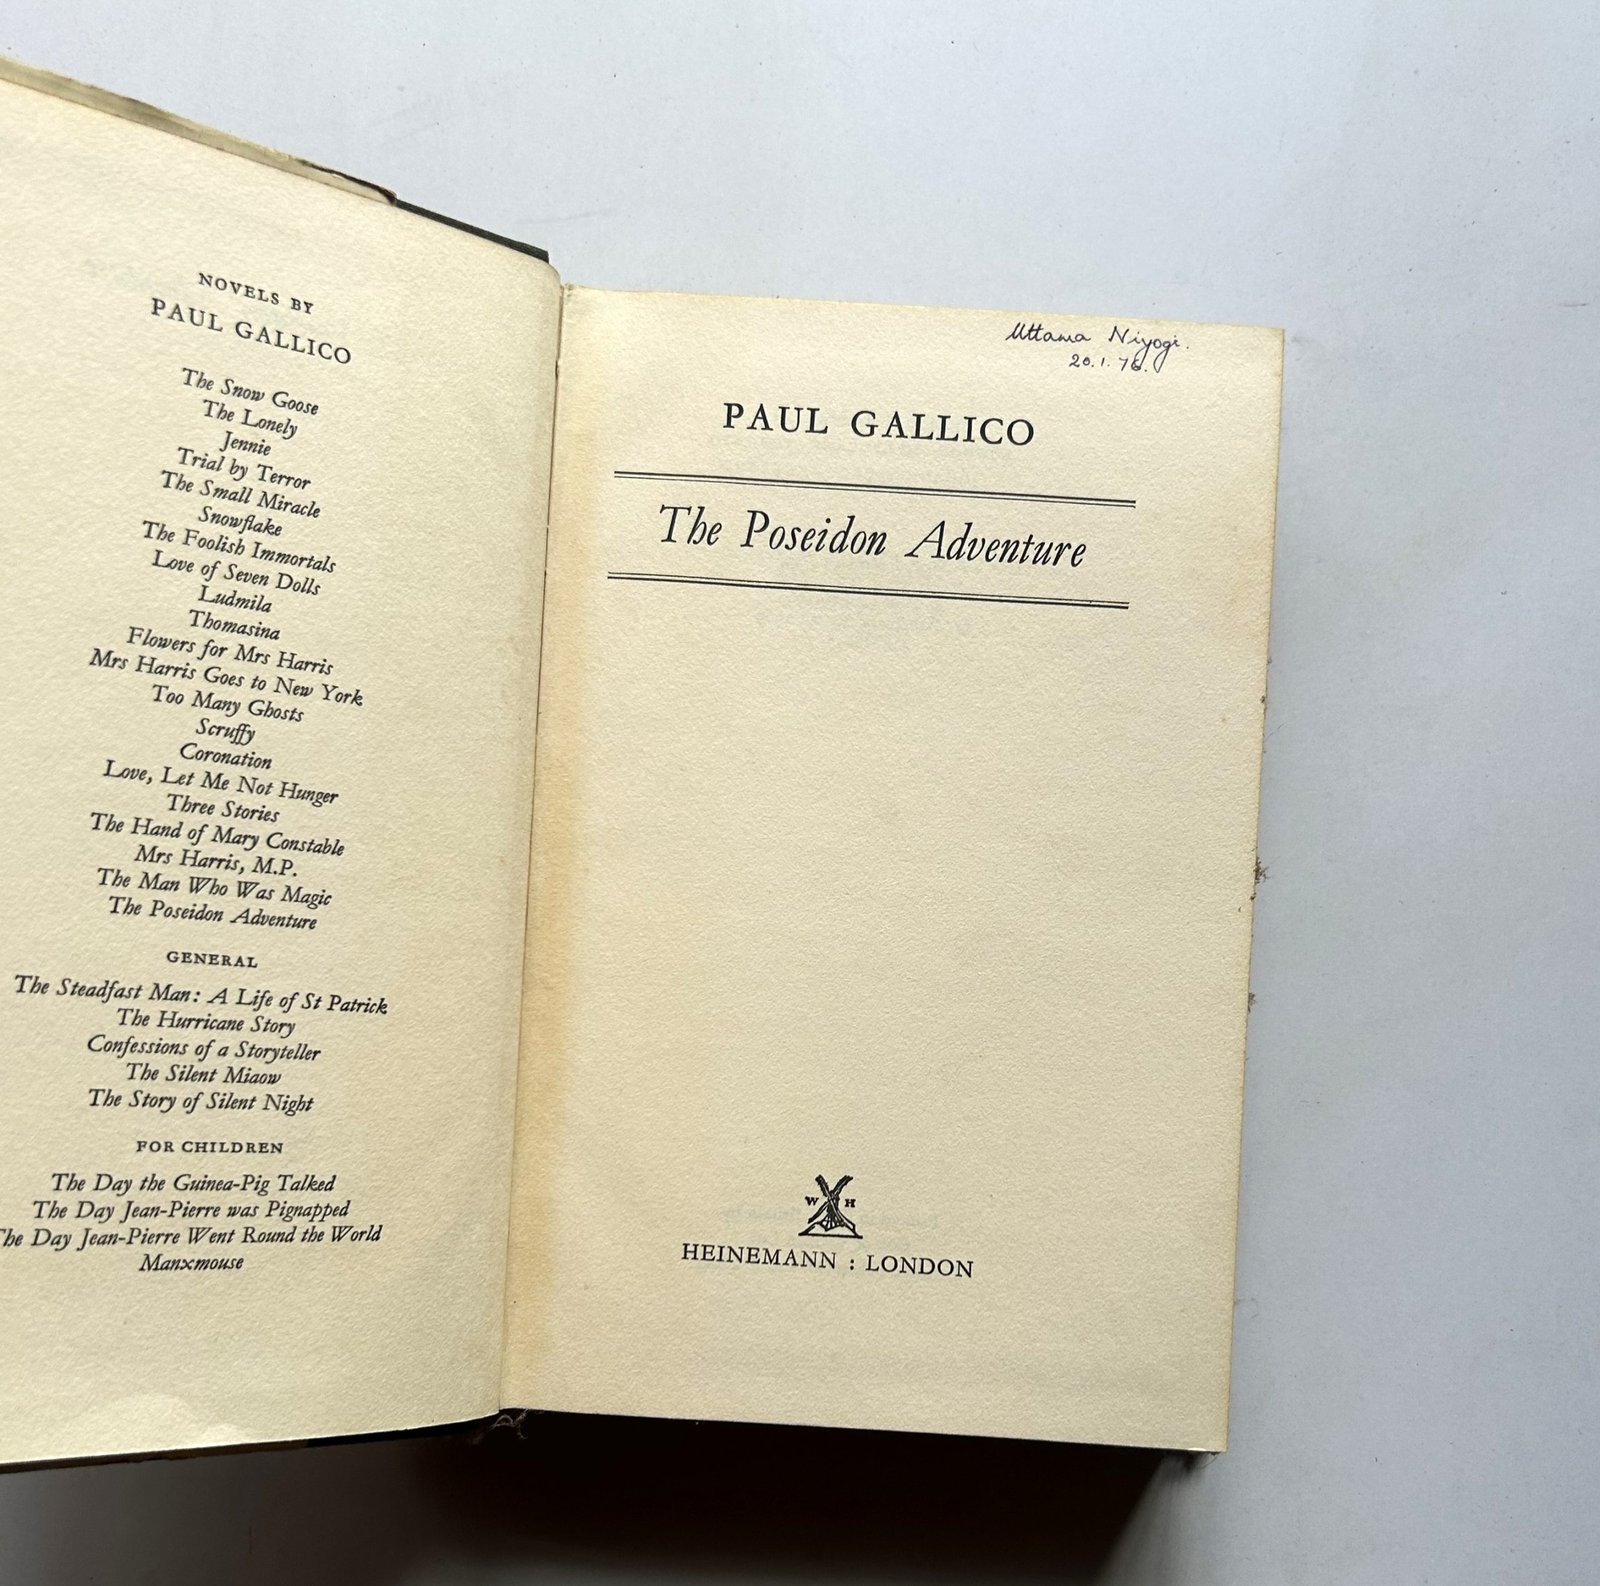 NOVELS BY
PAUL GALLICO
The Snow Goose
The Lonely
Jennie
Trial by Terror
The Small Miracle
Snowflake
The Foolish Immortals
Love of Seven Dolls
Ludmila
Thomasina
Flowers for Mrs Harris
Mrs Harris Goes to New York
Too Many Ghosts
Scruffy
Coronation
Love, Let Me Not Hunger
Three Stories
The Hand of Mary Constable
Mrs Harris, M.P.
The Man Who Was Magic
The Poseidon Adventure
GENERAL
The Steadfast Man: A Life of St Patrick
The Hurricane Story
Confessions of a Storyteller
The Silent Miaow
The Story of Silent Night
FOR CHILDREN
The Day the Guinea-Pig Talked
The Day Jean-Pierre was Pignapped
The Day Jean-Pierre Went Round the World
Manxmouse
Uttama Niyogi.
20.1.76.
PAUL GALLICO
The Poseidon Adventure
W H
HEINEMANN : LONDON